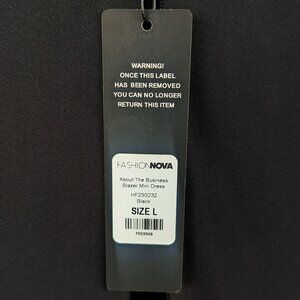 WARNING!
ONCE THIS LABEL
HAS BEEN REMOVED
YOU CAN NO LONGER
RETURN THIS ITEM
FASHIONNOVA
About The Business
Blazer Mini Dress
HF23G232
Black
SIZE L